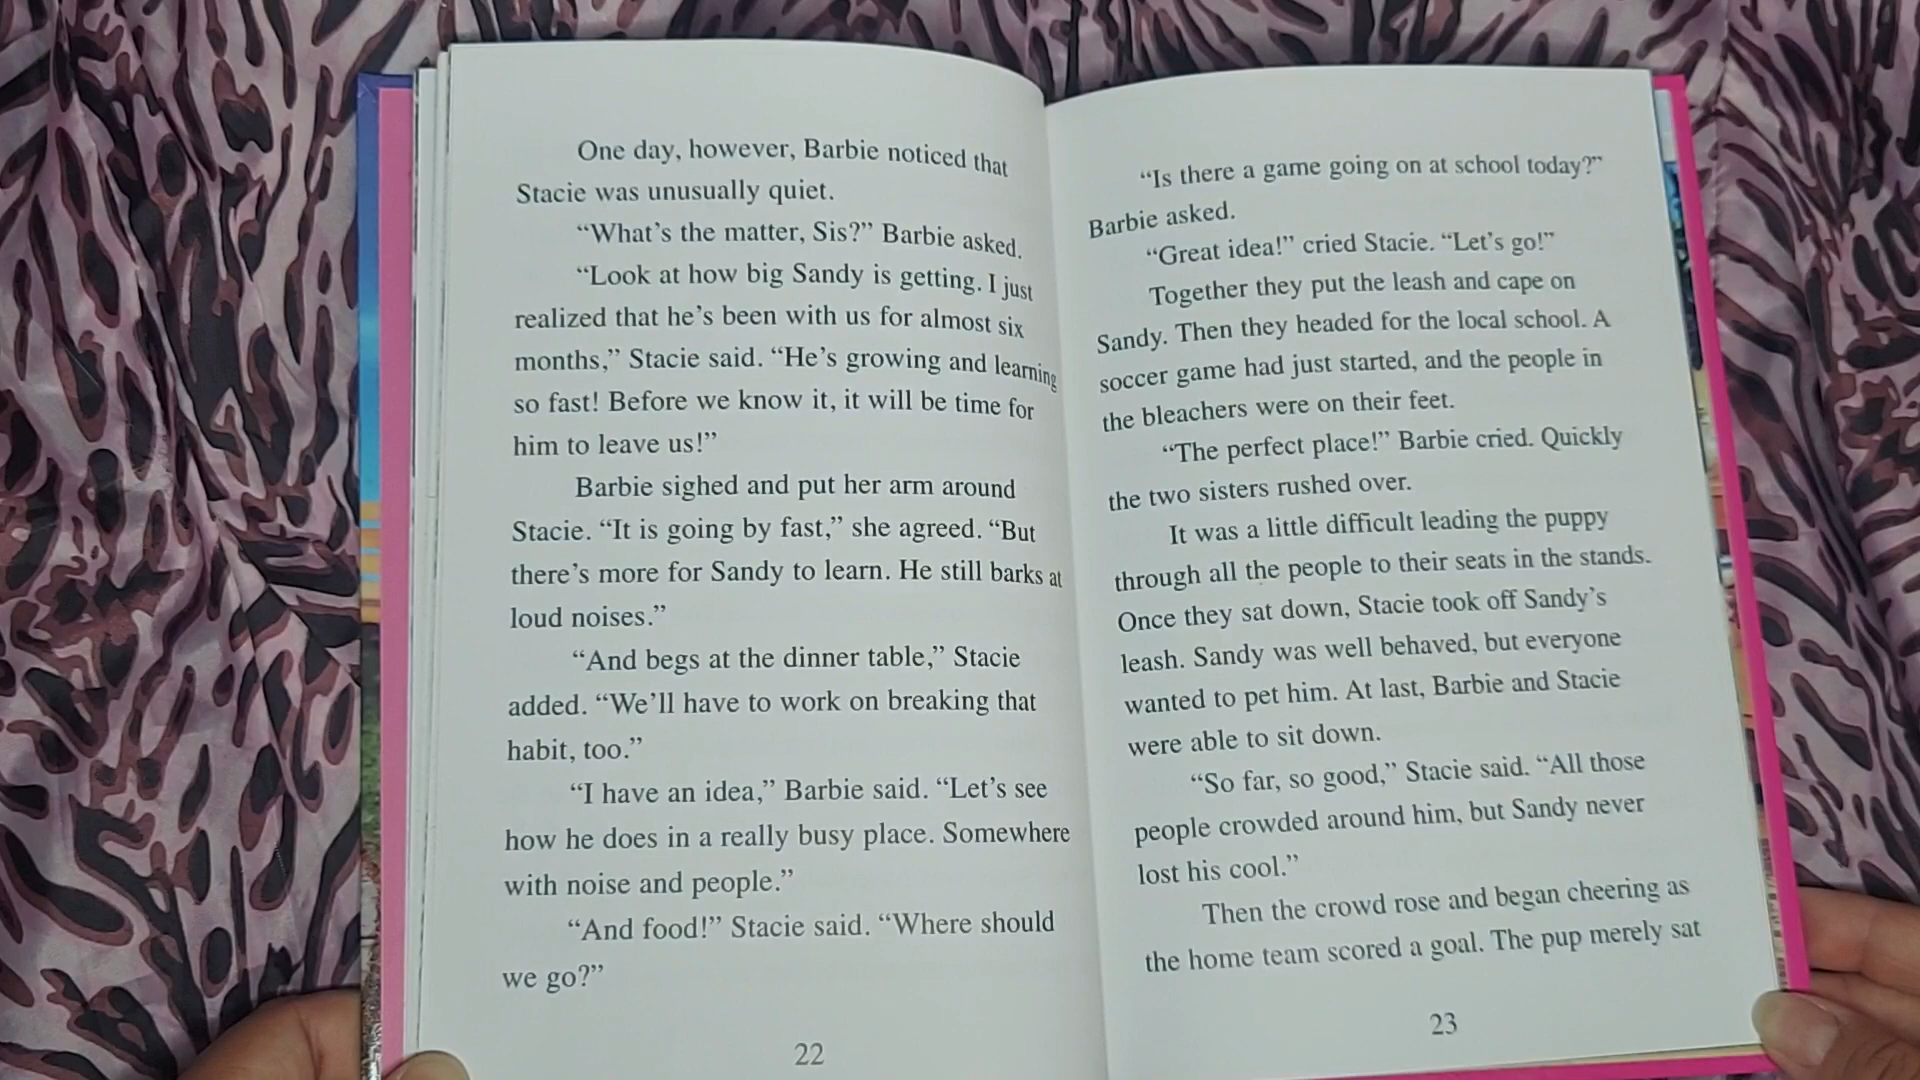 One day, however, Barbie noticed that
Stacie was unusually quiet.
“What’s the matter, Sis?” Barbie asked.
“Look at how big Sandy is getting. I just
realized that he’s been with us for almost six
months,” Stacie said. “He’s growing and learning
so fast! Before we know it, it will be time for
him to leave us!”
Barbie sighed and put her arm around
Stacie. “It is going by fast,” she agreed. “But
there’s more for Sandy to learn. He still barks at
loud noises.”
“And begs at the dinner table,” Stacie
added. “We’ll have to work on breaking that
habit, too.”
“I have an idea,” Barbie said. “Let’s see
how he does in a really busy place. Somewhere
with noise and people.”
“And food!” Stacie said. “Where should
we go?”
22
“Is there a game going on at school today?”
Barbie asked.
“Great idea!” cried Stacie. “Let’s go!”
Together they put the leash and cape on
Sandy. Then they headed for the local school. A
soccer game had just started, and the people in
the bleachers were on their feet.
“The perfect place!” Barbie cried. Quickly
the two sisters rushed over.
It was a little difficult leading the puppy
through all the people to their seats in the stands.
Once they sat down, Stacie took off Sandy’s
leash. Sandy was well behaved, but everyone
wanted to pet him. At last, Barbie and Stacie
were able to sit down.
“So far, so good,” Stacie said. “All those
people crowded around him, but Sandy never
lost his cool.”
Then the crowd rose and began cheering as
the home team scored a goal. The pup merely sat
23